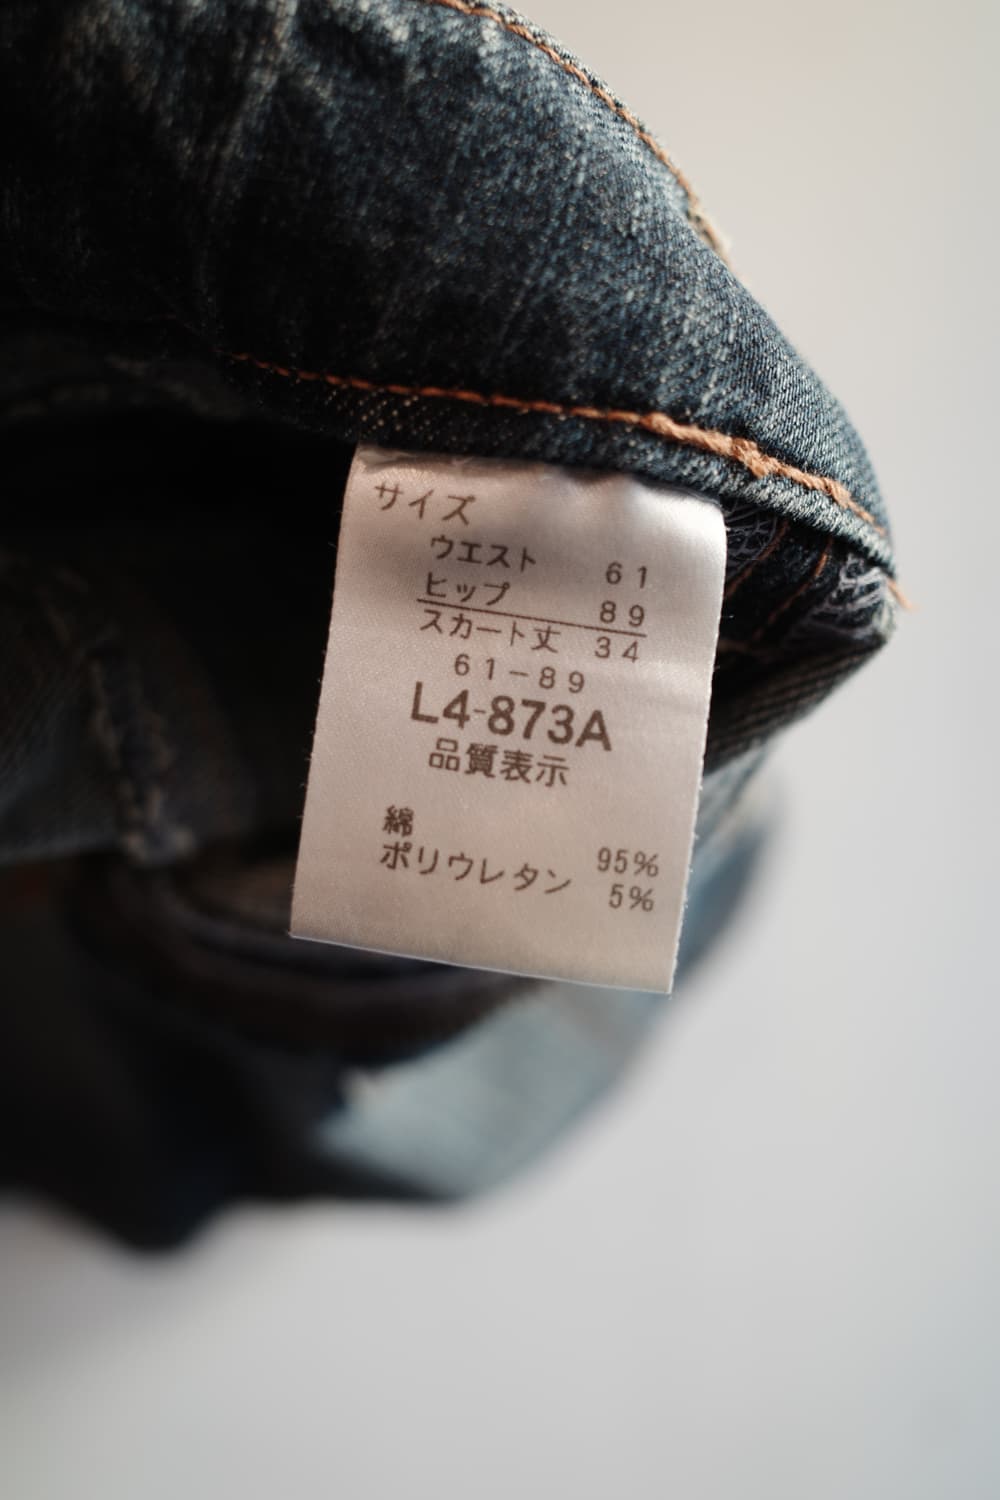 サイズ
ウエスト 61
ヒップ 89
スカート丈 34
61-89
L4-873A
品質表示
綿 95%
ポリウレタン 5%